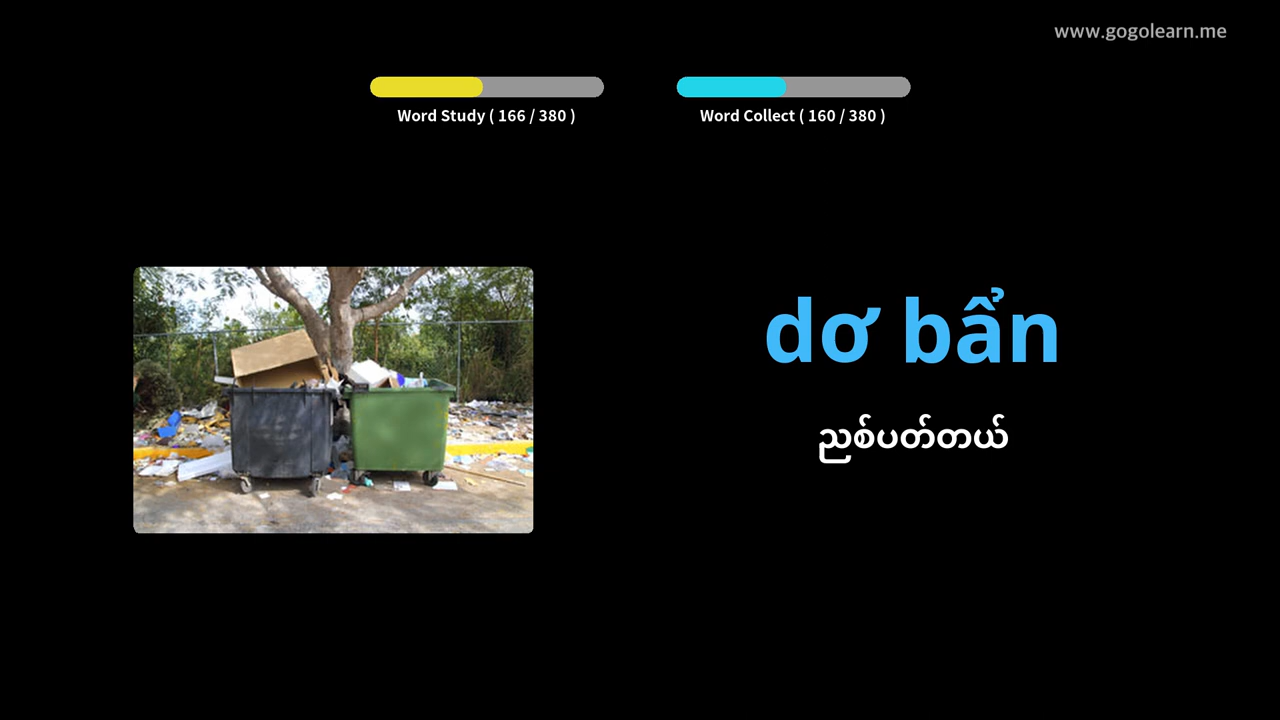 www.gogolearn.me
Word Study ( 166 / 380 )
Word Collect ( 160 / 380 )
dơ bẩn
ညစ်ပတ်တယ်